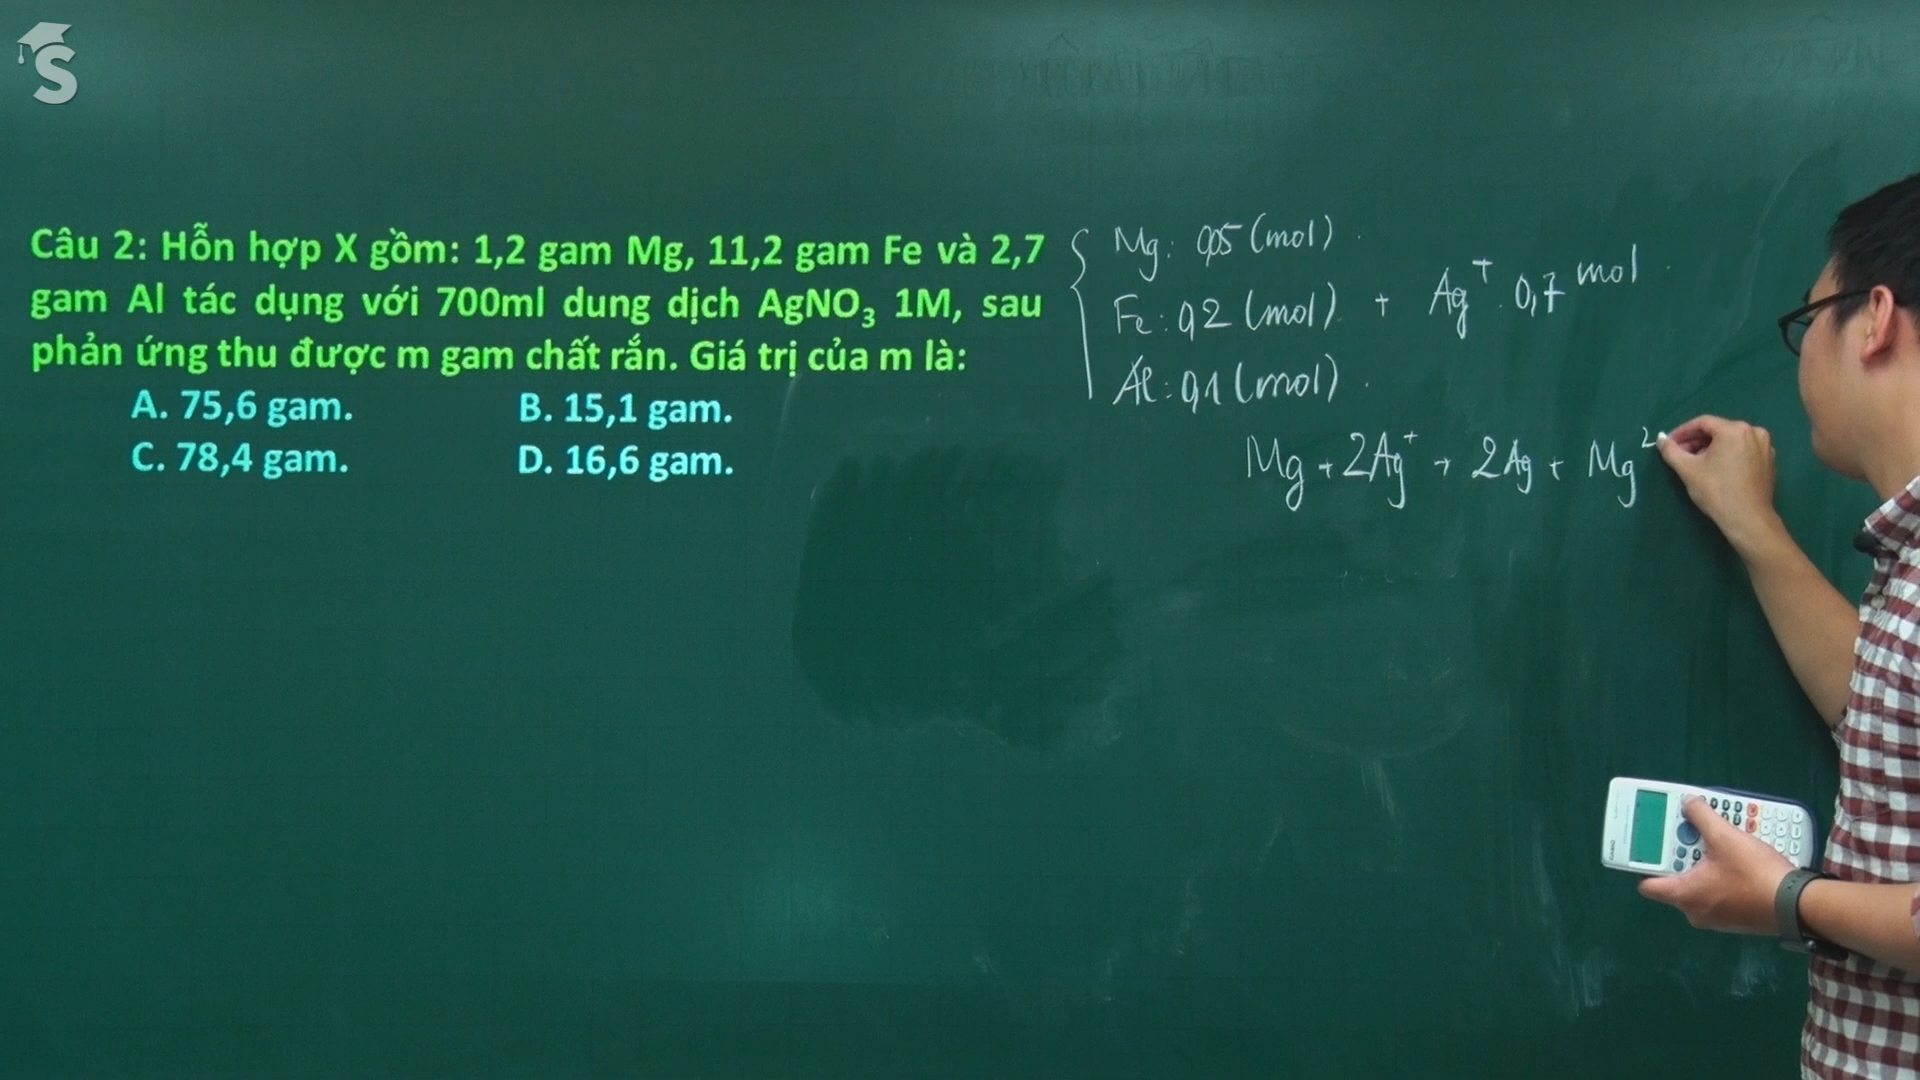 S
Câu 2: Hỗn hợp X gồm: 1,2 gam Mg, 11,2 gam Fe và 2,7
gam Al tác dụng với 700ml dung dịch AgNO₃ 1M, sau
phản ứng thu được m gam chất rắn. Giá trị của m là:
A. 75,6 gam. B. 15,1 gam.
C. 78,4 gam. D. 16,6 gam.
Mg: 0,05 (mol).
Fe: 0,2 (mol). + Ag⁺: 0,7 mol.
Al: 0,1 (mol).
Mg + 2Ag⁺ → 2Ag + Mg²